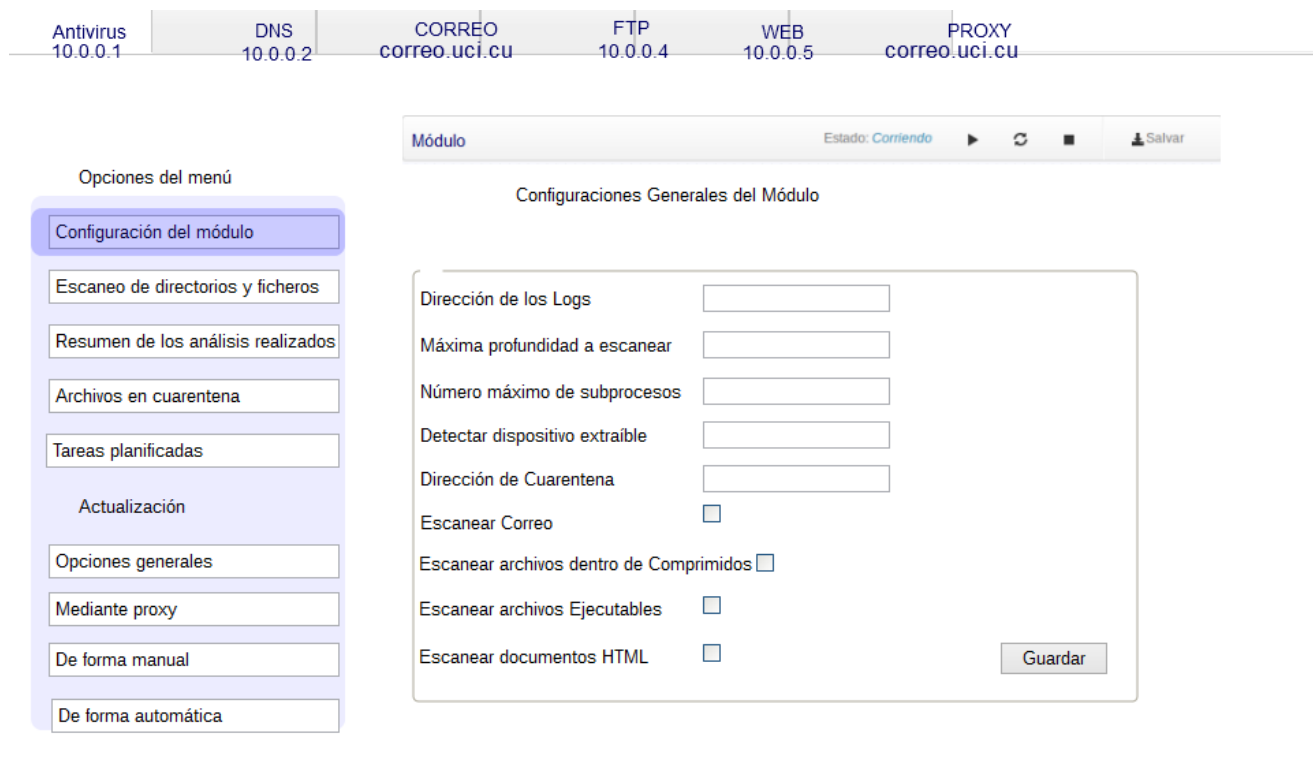 Antivirus DNS CORREO FTP WEB PROXY
10.0.0.1 10.0.0.2 correo.uci.cu 10.0.0.4 10.0.0.5 correo.uci.cu
Módulo Estado: Corriendo Salvar
Opciones del menú
Configuraciones Generales del Módulo
Configuración del módulo
Escaneo de directorios y ficheros
Resumen de los análisis realizados
Archivos en cuarentena
Tareas planificadas
Actualización
Opciones generales
Mediante proxy
De forma manual
De forma automática
Dirección de los Logs
Máxima profundidad a escanear
Número máximo de subprocesos
Detectar dispositivo extraíble
Dirección de Cuarentena
Escanear Correo
Escanear archivos dentro de Comprimidos
Escanear archivos Ejecutables
Escanear documentos HTML
Guardar